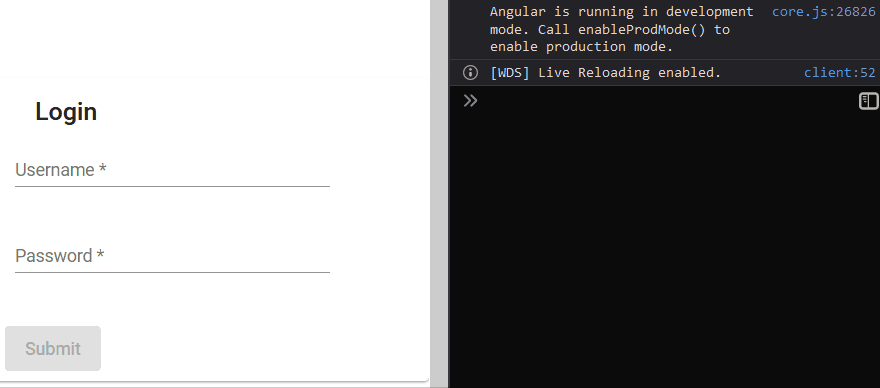 Login
Username *
Password *
Submit
Angular is running in development core.js:26826
mode. Call enableProdMode() to
enable production mode.
[WDS] Live Reloading enabled. client:52